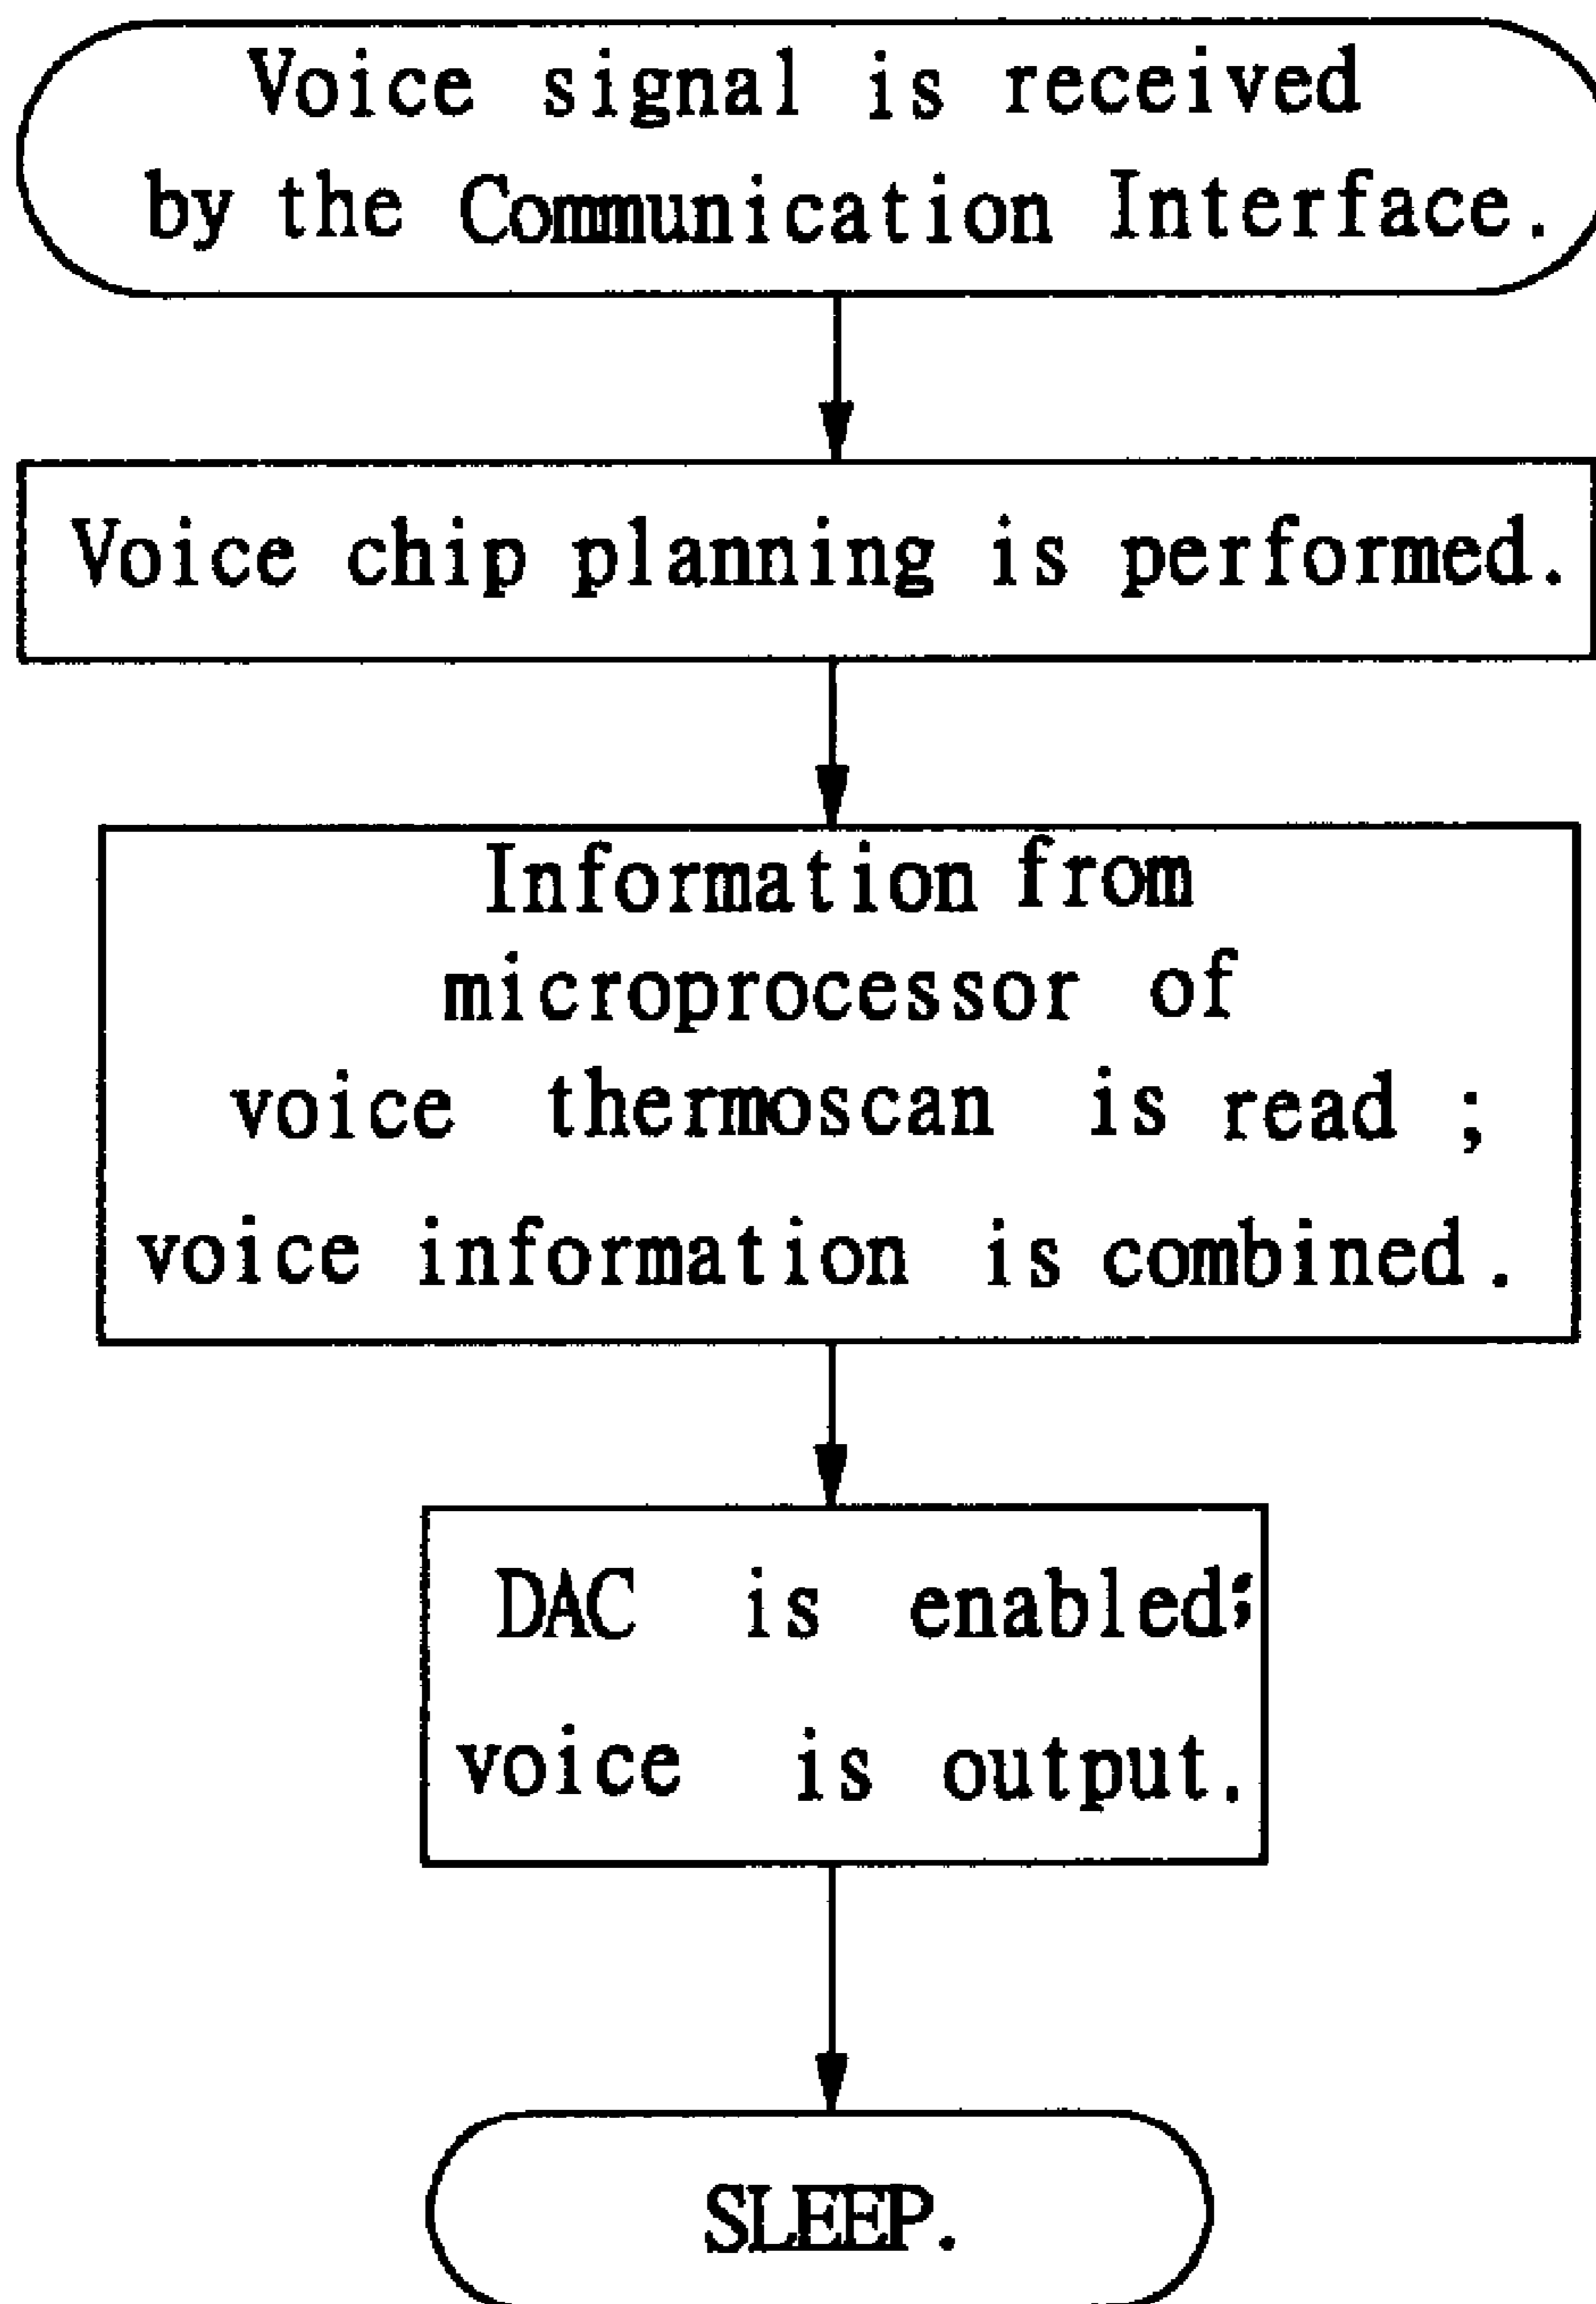 Voice signal is received
by the Communication Interface.
Voice chip planning is performed.
Information from
microprocessor of
voice thermoscan is read ;
voice information is combined.
DAC is enabled;
voice is output.
SLEEP.